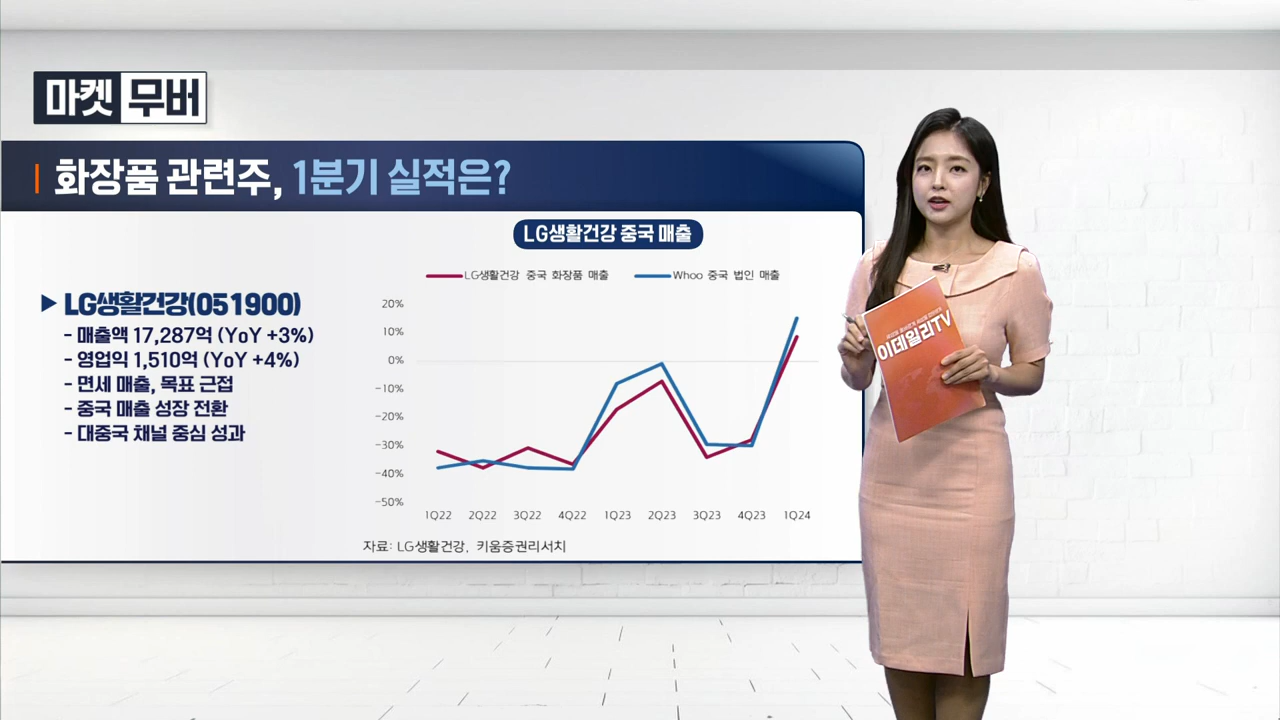 마켓 무버
화장품 관련주, 1분기 실적은?
▶ LG생활건강(051900)
- 매출액 17,287억 (YoY +3%)
- 영업익 1,510억 (YoY +4%)
- 면세 매출, 목표 근접
- 중국 매출 성장 전환
- 대중국 채널 중심 성과
LG생활건강 중국 매출
LG생활건강 중국 화장품 매출 Whoo 중국 법인 매출
20%
10%
0%
-10%
-20%
-30%
-40%
-50%
1Q22 2Q22 3Q22 4Q22 1Q23 2Q23 3Q23 4Q23 1Q24
자료: LG생활건강, 키움증권리서치
이데일리TV